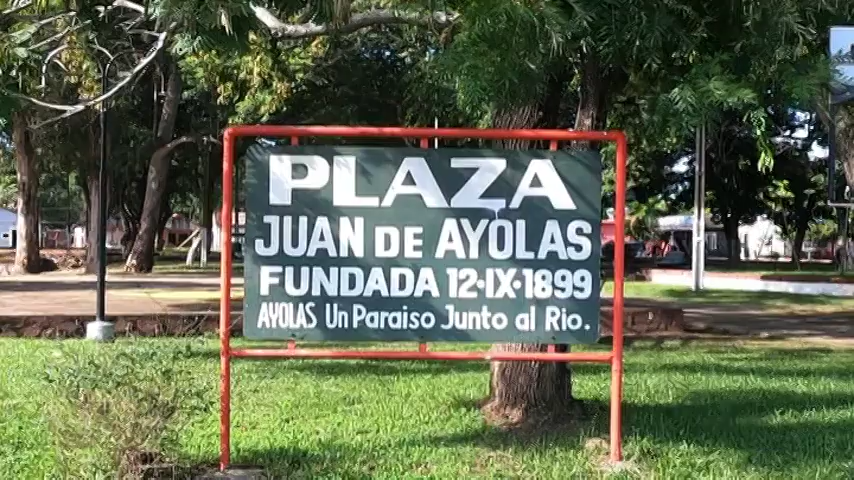 PLAZA
JUAN DE AYOLAS
FUNDADA 12·IX·1899
AYOLAS Un Paraiso Junto al Rio.